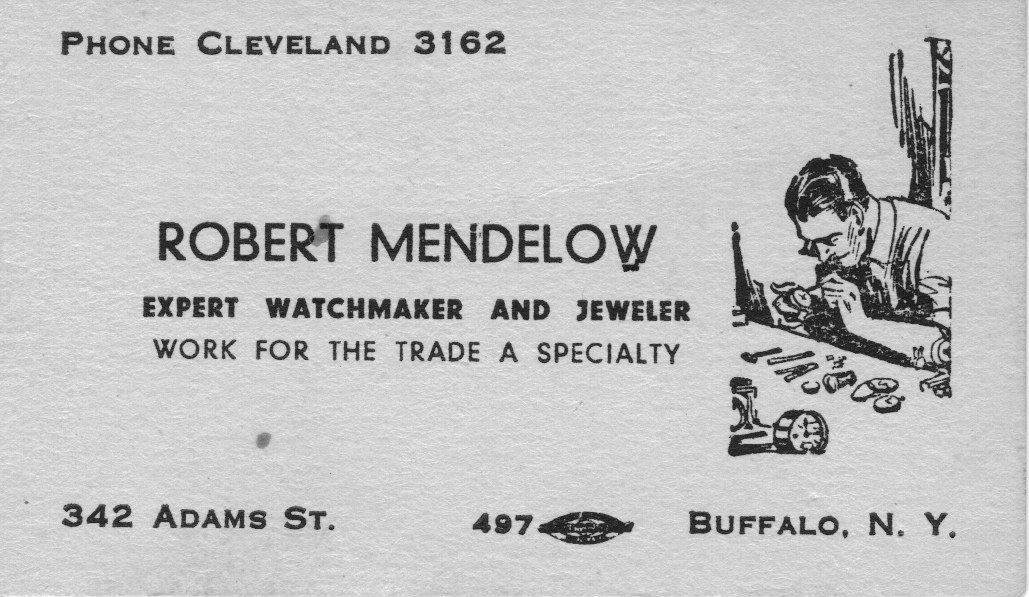 PHONE CLEVELAND 3162
ROBERT MENDELOW
EXPERT WATCHMAKER AND JEWELER
WORK FOR THE TRADE A SPECIALTY
342 ADAMS ST.
497
BUFFALO, N. Y.